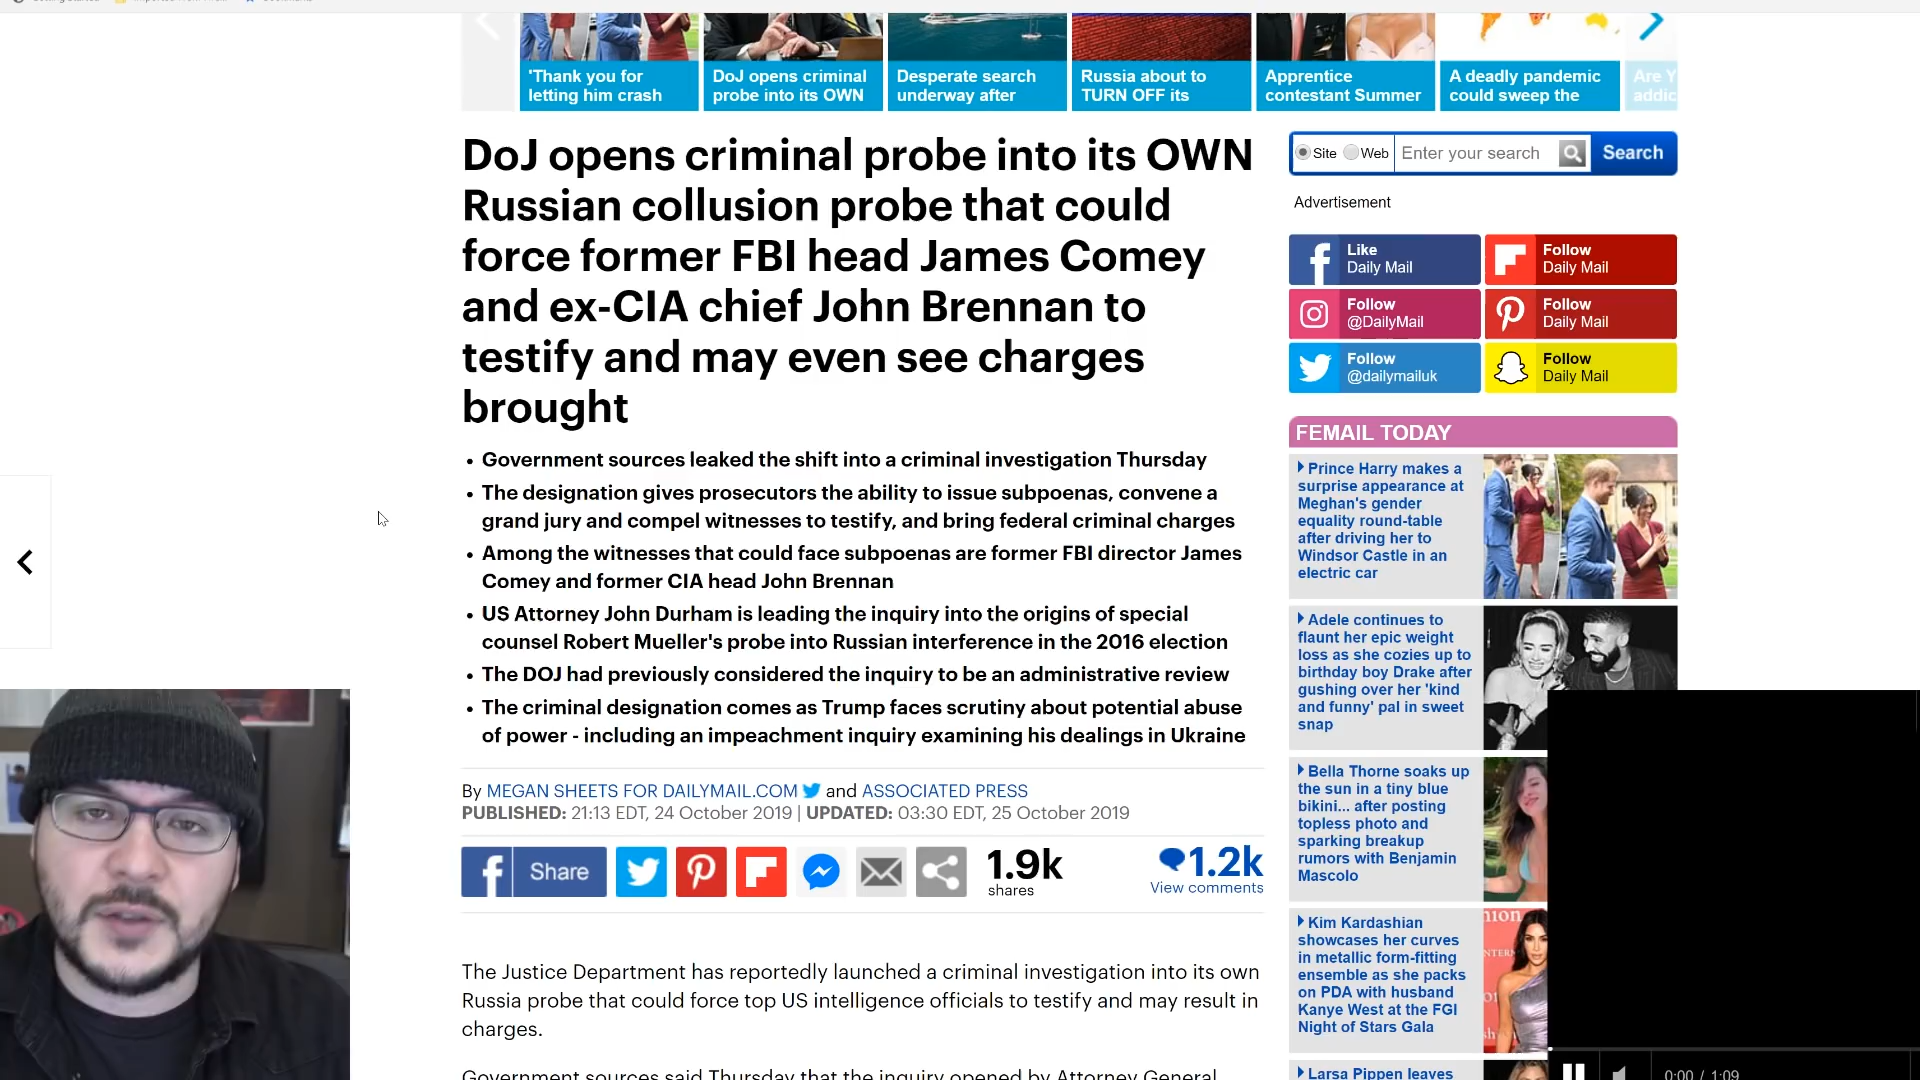 'Thank you for
letting him crash
DoJ opens criminal
probe into its OWN
Desperate search
underway after
Russia about to
TURN OFF its
Apprentice
contestant Summer
A deadly pandemic
could sweep the
Are Y
addic
DoJ opens criminal probe into its OWN
Russian collusion probe that could
force former FBI head James Comey
and ex-CIA chief John Brennan to
testify and may even see charges
brought
• Government sources leaked the shift into a criminal investigation Thursday
• The designation gives prosecutors the ability to issue subpoenas, convene a
grand jury and compel witnesses to testify, and bring federal criminal charges
• Among the witnesses that could face subpoenas are former FBI director James
Comey and former CIA head John Brennan
• US Attorney John Durham is leading the inquiry into the origins of special
counsel Robert Mueller's probe into Russian interference in the 2016 election
• The DOJ had previously considered the inquiry to be an administrative review
• The criminal designation comes as Trump faces scrutiny about potential abuse
of power - including an impeachment inquiry examining his dealings in Ukraine
By MEGAN SHEETS FOR DAILYMAIL.COM and ASSOCIATED PRESS
PUBLISHED: 21:13 EDT, 24 October 2019 | UPDATED: 03:30 EDT, 25 October 2019
Share
1.9k
shares
1.2k
View comments
The Justice Department has reportedly launched a criminal investigation into its own
Russia probe that could force top US intelligence officials to testify and may result in
charges.
Government sources said Thursday that the inquiry opened by Attorney General
Site Web Enter your search Search
Advertisement
Like
Daily Mail
Follow
Daily Mail
Follow
@DailyMail
Follow
Daily Mail
Follow
@dailymailuk
Follow
Daily Mail
FEMAIL TODAY
Prince Harry makes a
surprise appearance at
Meghan's gender
equality round-table
after driving her to
Windsor Castle in an
electric car
Adele continues to
flaunt her epic weight
loss as she cozies up to
birthday boy Drake after
gushing over her 'kind
and funny' pal in sweet
snap
Bella Thorne soaks up
the sun in a tiny blue
bikini... after posting
topless photo and
sparking breakup
rumors with Benjamin
Mascolo
Kim Kardashian
showcases her curves
in metallic form-fitting
ensemble as she packs
on PDA with husband
Kanye West at the FGI
Night of Stars Gala
Larsa Pippen leaves
0:00 / 1:09